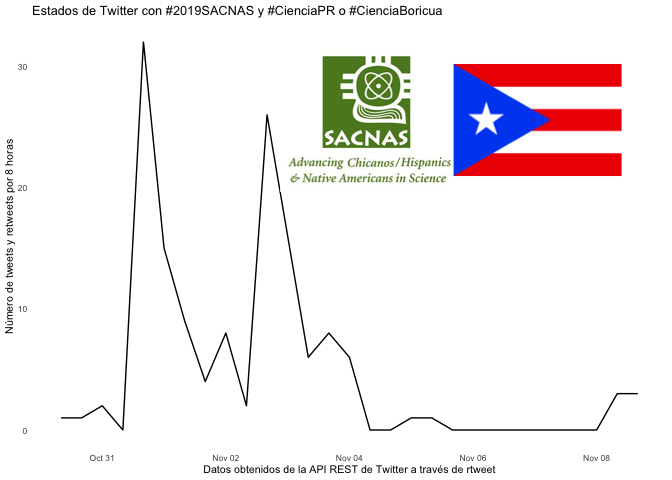 Estados de Twitter con #2019SACNAS y #CienciaPR o #CienciaBoricua
Número de tweets y retweets por 8 horas
30
20
10
0
SACNAS
Advancing Chicanos/Hispanics
& Native Americans in Science
Oct 31
Nov 02
Nov 04
Nov 06
Nov 08
Datos obtenidos de la API REST de Twitter a través de rtweet